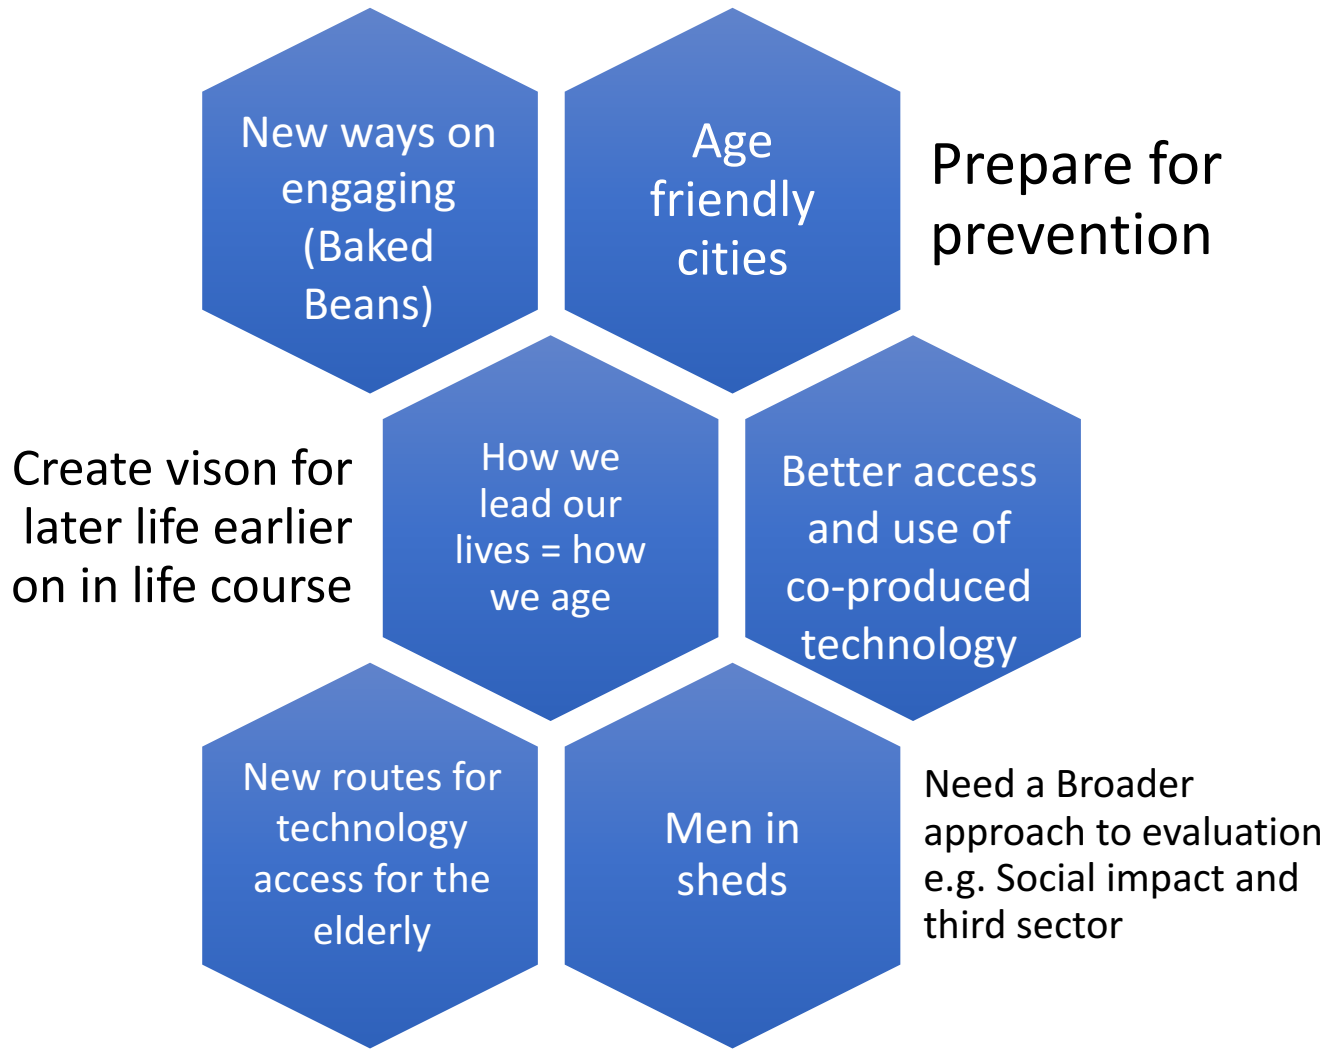 New ways on
engaging
(Baked
Beans)
Age
friendly
cities
Prepare for
prevention
Create vison for
later life earlier
on in life course
How we
lead our
lives = how
we age
Better access
and use of
co-produced
technology
New routes for
technology
access for the
elderly
Men in
sheds
Need a Broader
approach to evaluation
e.g. Social impact and
third sector